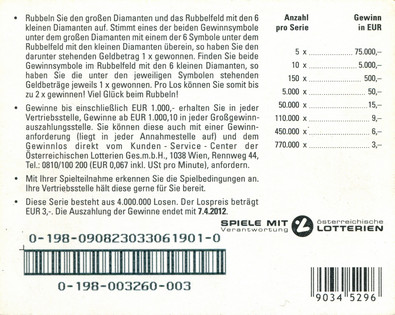 • Rubbeln Sie den großen Diamanten und das Rubbelfeld mit den 6
kleinen Diamanten auf. Stimmt eines der beiden Gewinnsymbole
unter dem großen Diamanten mit einem der 6 Symbole unter dem
Rubbelfeld mit den kleinen Diamanten überein, so haben Sie den
darunter stehenden Geldbetrag 1 x gewonnen. Finden Sie beide
Gewinnsymbole im Rubbelfeld mit den 6 kleinen Diamanten, so
haben Sie die unter den jeweiligen Symbolen stehenden
Geldbeträge jeweils 1 x gewonnen. Pro Los können Sie somit bis
zu 2 x gewinnen! Viel Glück beim Rubbeln!
• Gewinne bis einschließlich EUR 1.000,- erhalten Sie in jeder
Vertriebsstelle, Gewinne ab EUR 1.000,10 in jeder Großgewinn-
auszahlungsstelle. Sie können diese auch mit einer Gewinn-
anforderung (liegt in jeder Annahmestelle auf) und dem
Gewinnlos direkt vom Kunden - Service - Center der
Österreichischen Lotterien Ges.m.b.H., 1038 Wien, Rennweg 44,
Tel.: 0810/100 200 (EUR 0,067 inkl. USt pro Minute), anfordern.
• Mit Ihrer Spielteilnahme erkennen Sie die Spielbedingungen an.
Ihre Vertriebsstelle hält diese gerne für Sie bereit.
• Diese Serie besteht aus 4.000.000 Losen. Der Lospreis beträgt
EUR 3,-. Die Auszahlung der Gewinne endet mit 7.4.2012.
Anzahl Gewinn
pro Serie in EUR
5 x 75.000,-
10 x 5.000,-
150 x 500,-
5.000 x 50,-
50.000 x 15,-
110.000 x 9,-
450.000 x 6,-
770.000 x 3,-
SPIELE MIT österreichische
Verantwortung LOTTERIEN
0-198-090823033061901-0
0-198-003260-003
9034 5296